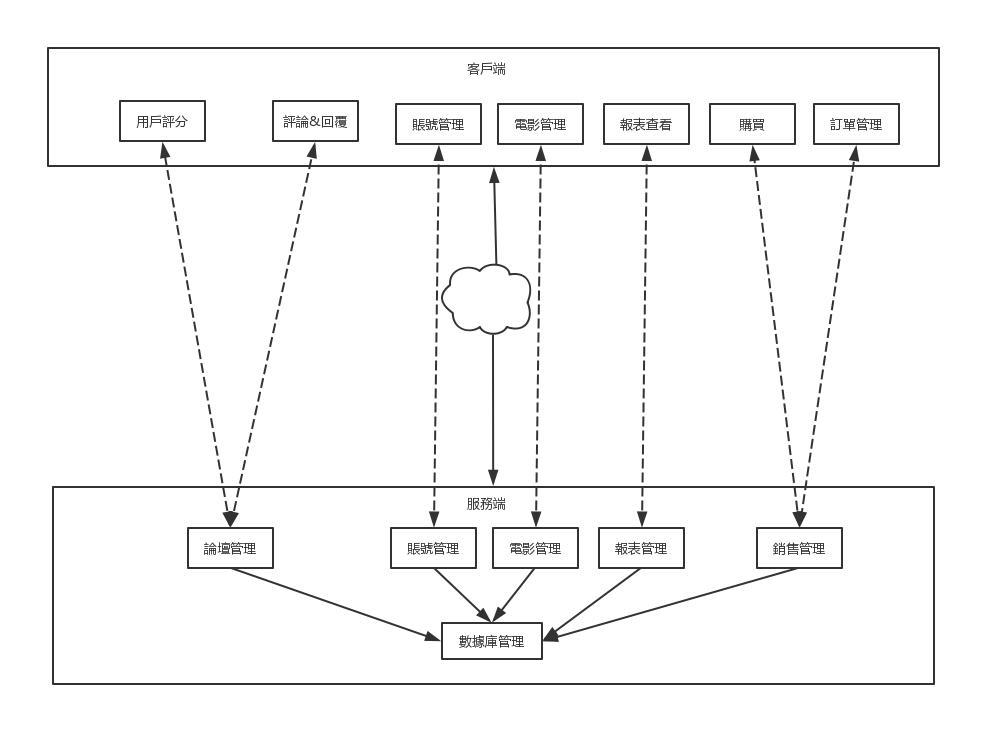 客戶端
用戶評分
評論&回覆
賬號管理
電影管理
報表查看
購買
訂單管理
服務端
論壇管理
賬號管理
電影管理
報表管理
銷售管理
數據庫管理